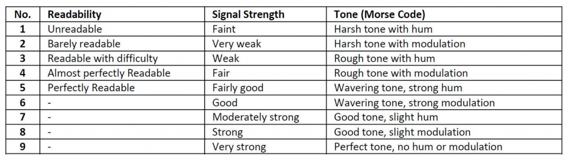 No. Readability Signal Strength Tone (Morse Code)
1 Unreadable Faint Harsh tone with hum
2 Barely readable Very weak Harsh tone with modulation
3 Readable with difficulty Weak Rough tone with hum
4 Almost perfectly Readable Fair Rough tone with modulation
5 Perfectly Readable Fairly good Wavering tone, strong hum
6 - Good Wavering tone, strong modulation
7 - Moderately strong Good tone, slight hum
8 - Strong Good tone, slight modulation
9 - Very strong Perfect tone, no hum or modulation